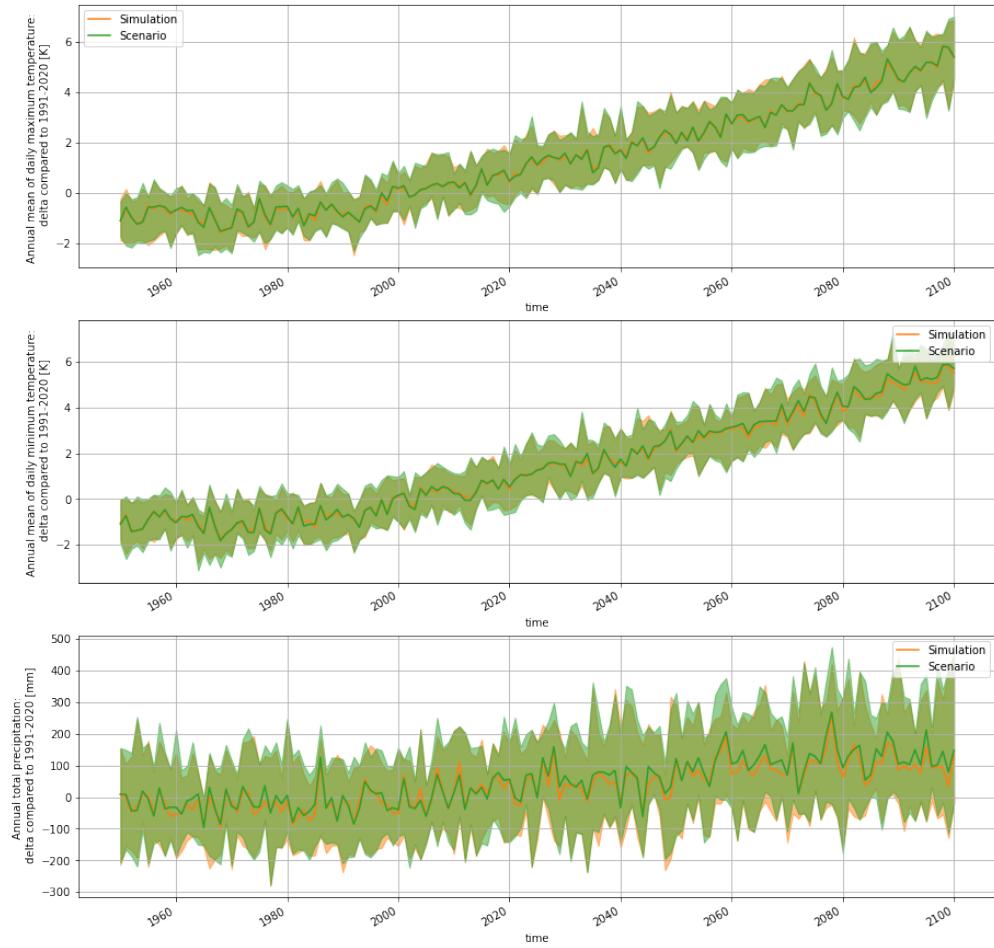 Simulation
Scenario
Annual mean of daily maximum temperature:
delta compared to 1991-2020 [K]
6
4
2
0
−2
1960
1980
2000
2020
2040
2060
2080
2100
time
Simulation
Scenario
Annual mean of daily minimum temperature:
delta compared to 1991-2020 [K]
6
4
2
0
−2
1960
1980
2000
2020
2040
2060
2080
2100
time
Simulation
Scenario
Annual total precipitation:
delta compared to 1991-2020 [mm]
500
400
300
200
100
0
−100
−200
−300
1960
1980
2000
2020
2040
2060
2080
2100
time